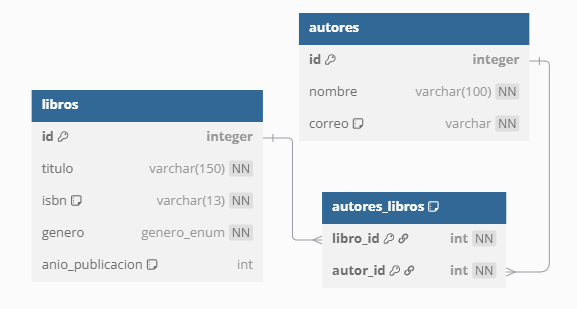 autores
id integer
nombre varchar(100) NN
correo varchar NN
libros
id integer
titulo varchar(150) NN
isbn varchar(13) NN
genero genero_enum NN
anio_publicacion int
autores_libros
libro_id int NN
autor_id int NN